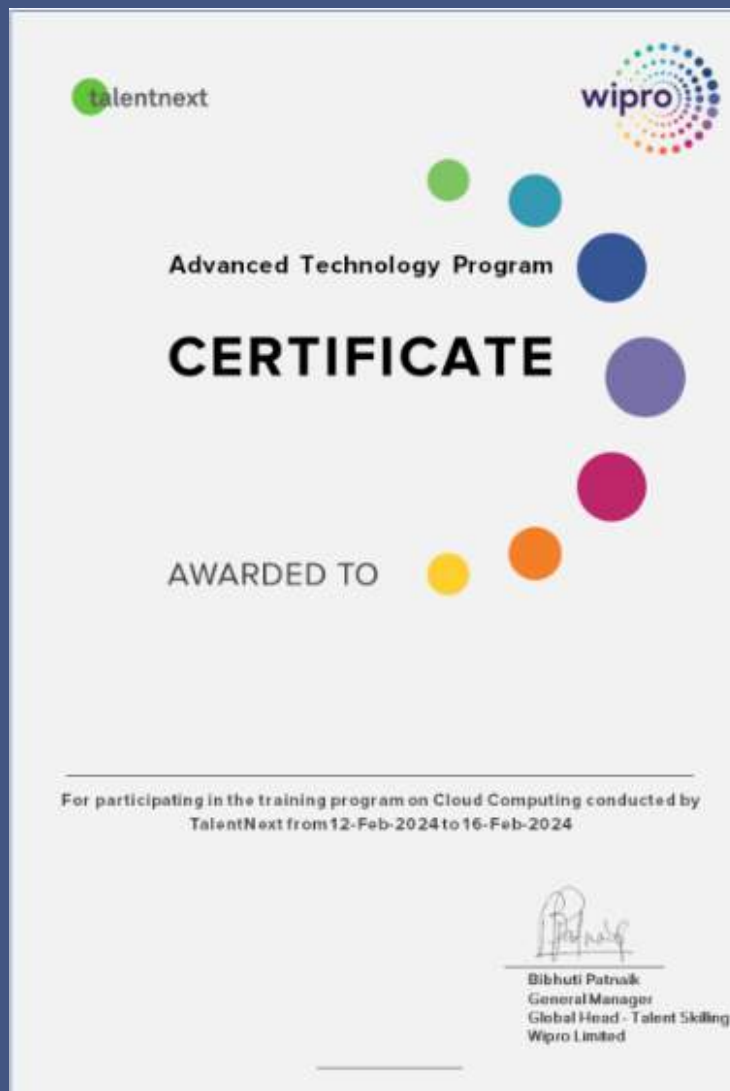 talentnext
wipro
Advanced Technology Program
CERTIFICATE
AWARDED TO
For participating in the training program on Cloud Computing conducted by
TalentNext from 12-Feb-2024 to 16-Feb-2024
Bibhuti Patnaik
General Manager
Global Head - Talent Skilling
Wipro Limited